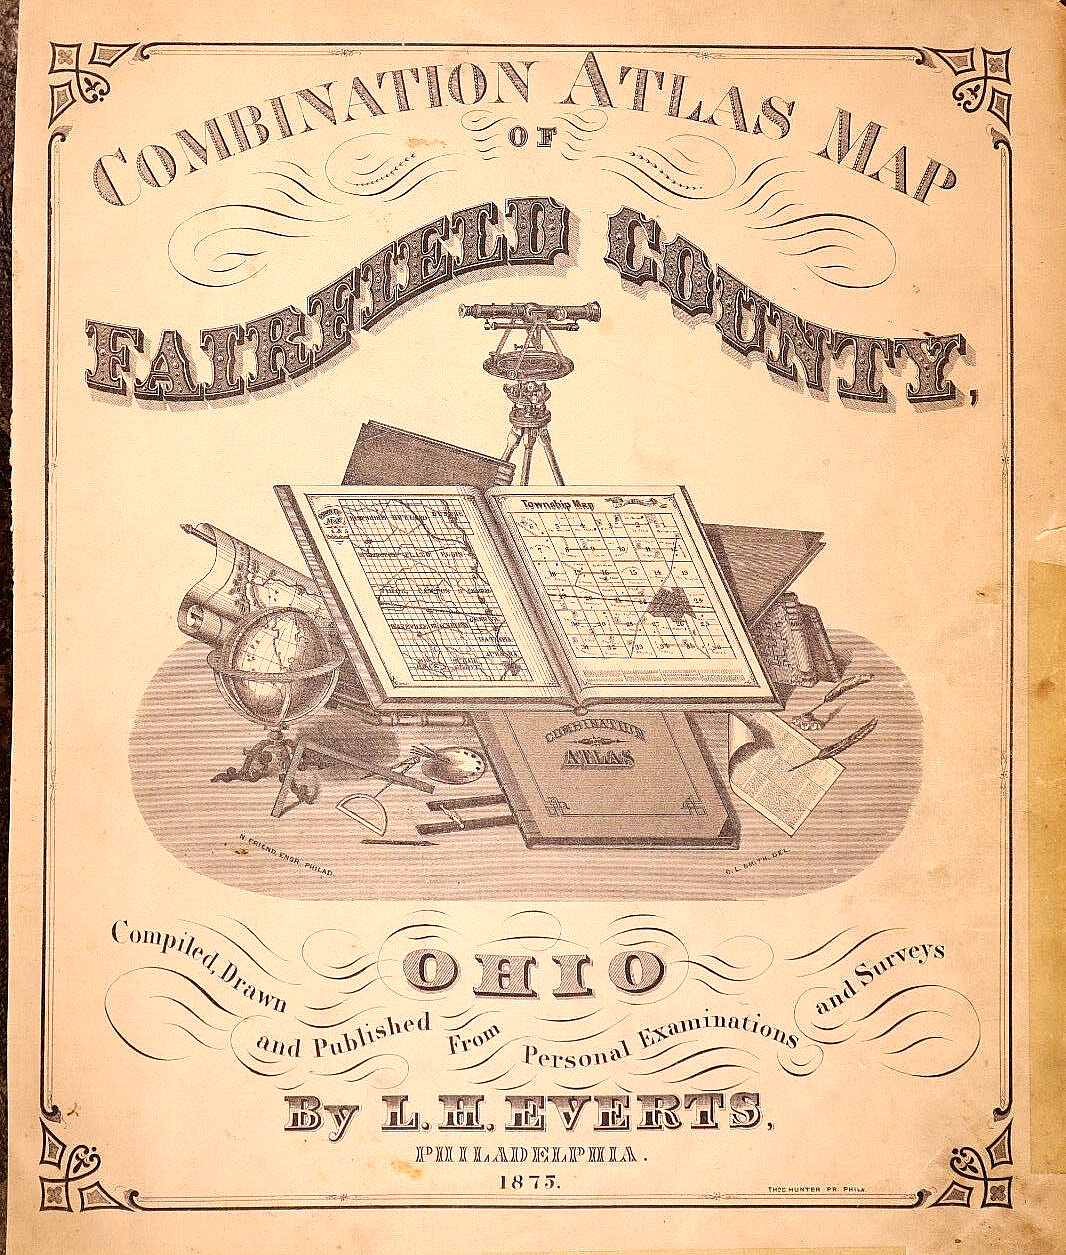 COMBINATION ATLAS MAP
OF
FAIRFIELD COUNTY,
Township Map
COMBINATION
ATLAS
N. FRIEND, ENGR. PHILAD.
C. L. SMITH, DEL.
OHIO
Compiled, Drawn and Published From Personal Examinations and Surveys
By L. H. EVERTS,
PHILADELPHIA.
1875.
THOS. HUNTER PR. PHILA.